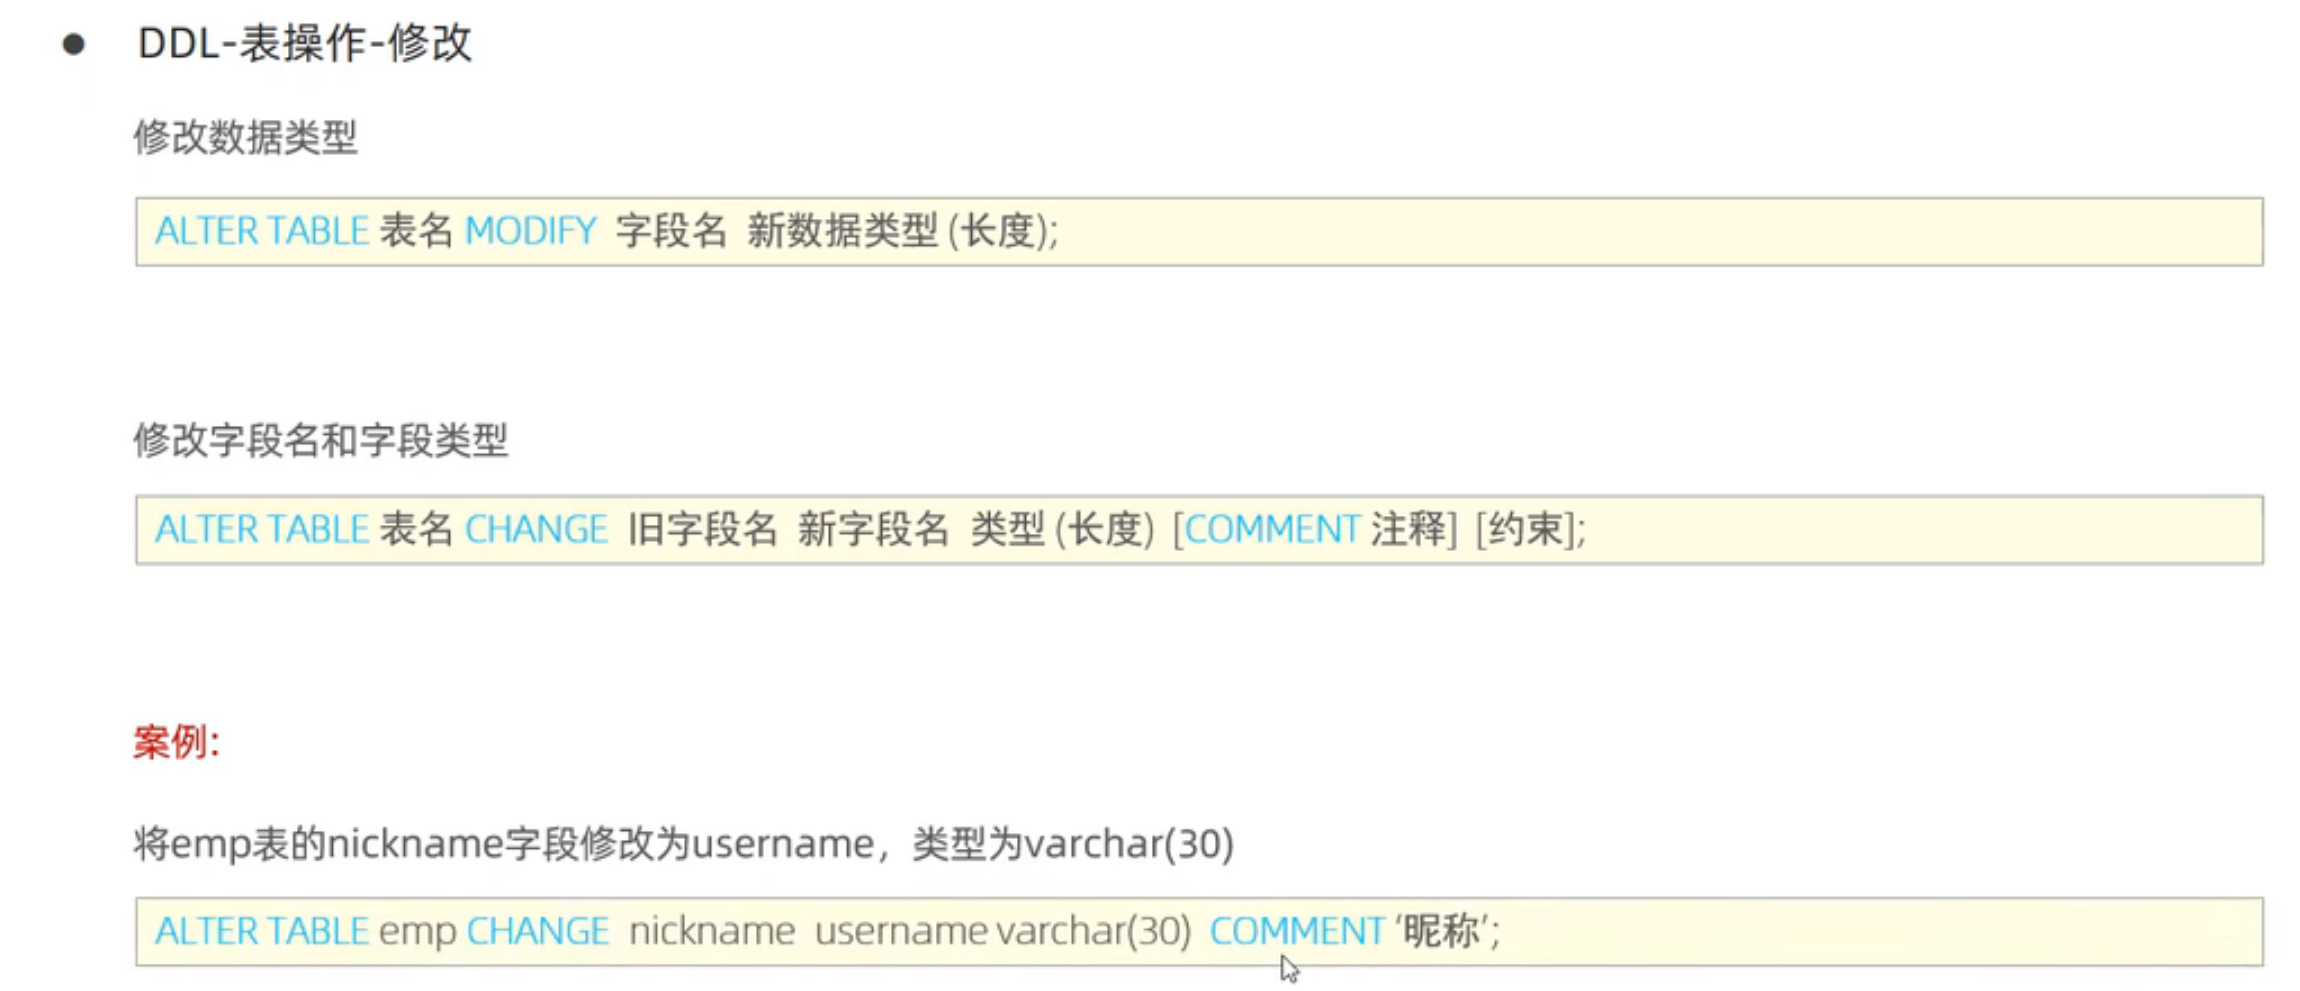 ● DDL-表操作-修改
修改数据类型
ALTER TABLE 表名 MODIFY 字段名 新数据类型 (长度);
修改字段名和字段类型
ALTER TABLE 表名 CHANGE 旧字段名 新字段名 类型 (长度) [COMMENT 注释] [约束];
案例:
将emp表的nickname字段修改为username，类型为varchar(30)
ALTER TABLE emp CHANGE nickname username varchar(30) COMMENT '昵称';